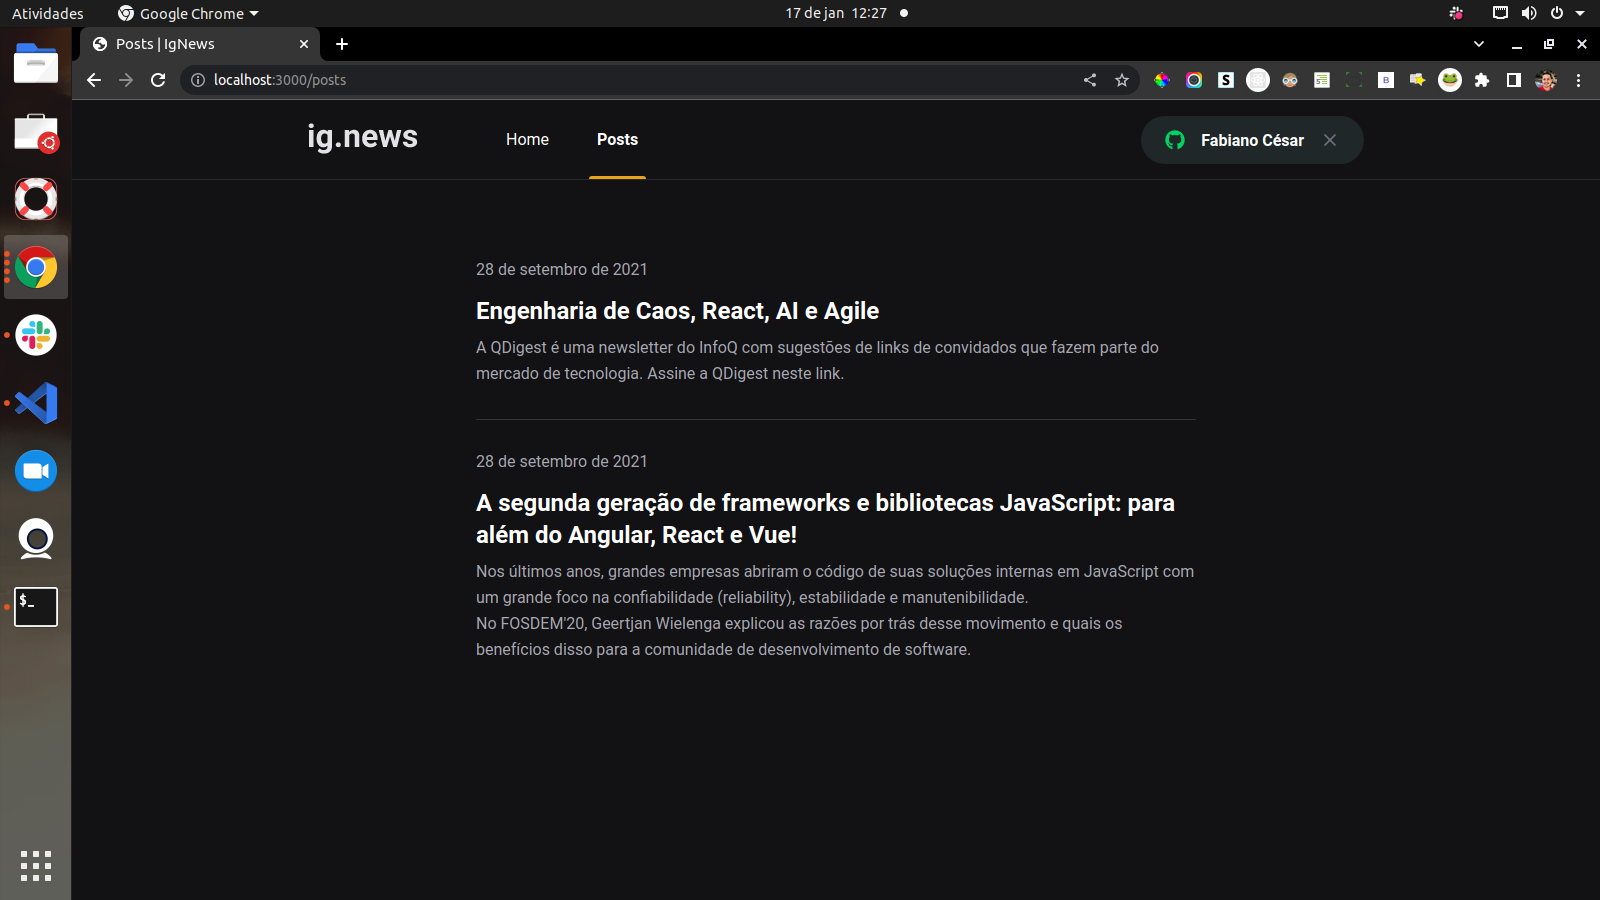 Atividades
Google Chrome
17 de jan 12:27
Posts | IgNews
localhost:3000/posts
ig.news
Home
Posts
Fabiano César
28 de setembro de 2021
Engenharia de Caos, React, AI e Agile
A QDigest é uma newsletter do InfoQ com sugestões de links de convidados que fazem parte do
mercado de tecnologia. Assine a QDigest neste link.
28 de setembro de 2021
A segunda geração de frameworks e bibliotecas JavaScript: para
além do Angular, React e Vue!
Nos últimos anos, grandes empresas abriram o código de suas soluções internas em JavaScript com
um grande foco na confiabilidade (reliability), estabilidade e manutenibilidade.
No FOSDEM'20, Geertjan Wielenga explicou as razões por trás desse movimento e quais os
benefícios disso para a comunidade de desenvolvimento de software.
$_